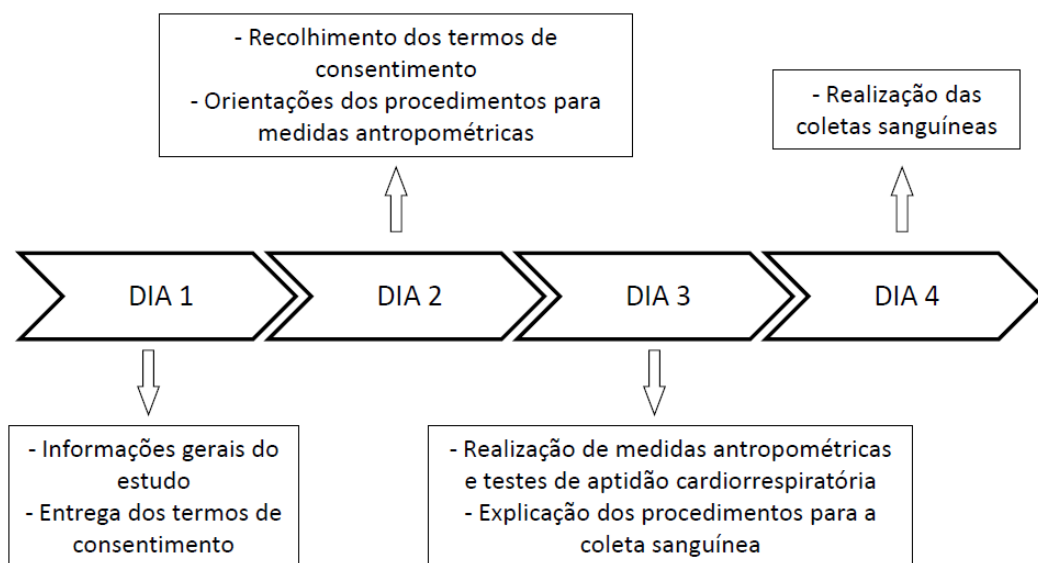 - Recolhimento dos termos de
consentimento
- Orientações dos procedimentos para
medidas antropométricas
- Realização das
coletas sanguíneas
DIA 1
DIA 2
DIA 3
DIA 4
- Informações gerais do
estudo
- Entrega dos termos de
consentimento
- Realização de medidas antropométricas
e testes de aptidão cardiorrespiratória
- Explicação dos procedimentos para a
coleta sanguínea